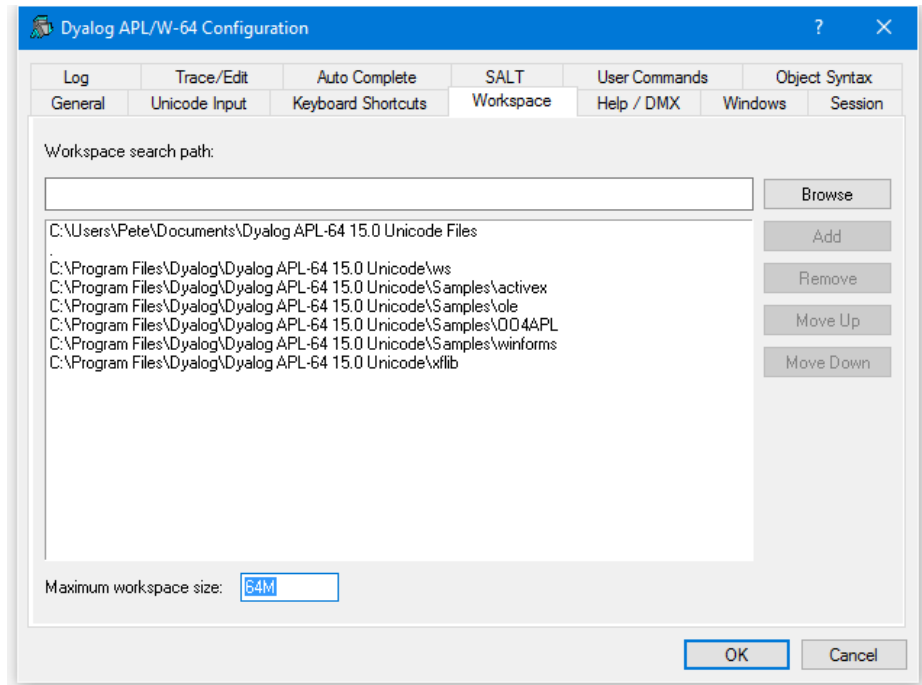 Dyalog APL/W-64 Configuration ? ×
Log Trace/Edit Auto Complete SALT User Commands Object Syntax
General Unicode Input Keyboard Shortcuts Workspace Help / DMX Windows Session
Workspace search path:
Browse
C:\Users\Pete\Documents\Dyalog APL-64 15.0 Unicode Files
Add
.
C:\Program Files\Dyalog\Dyalog APL-64 15.0 Unicode\ws
C:\Program Files\Dyalog\Dyalog APL-64 15.0 Unicode\Samples\activex
Remove
C:\Program Files\Dyalog\Dyalog APL-64 15.0 Unicode\Samples\ole
C:\Program Files\Dyalog\Dyalog APL-64 15.0 Unicode\Samples\OO4APL
Move Up
C:\Program Files\Dyalog\Dyalog APL-64 15.0 Unicode\Samples\winforms
C:\Program Files\Dyalog\Dyalog APL-64 15.0 Unicode\xflib
Move Down
Maximum workspace size: 64M
OK Cancel